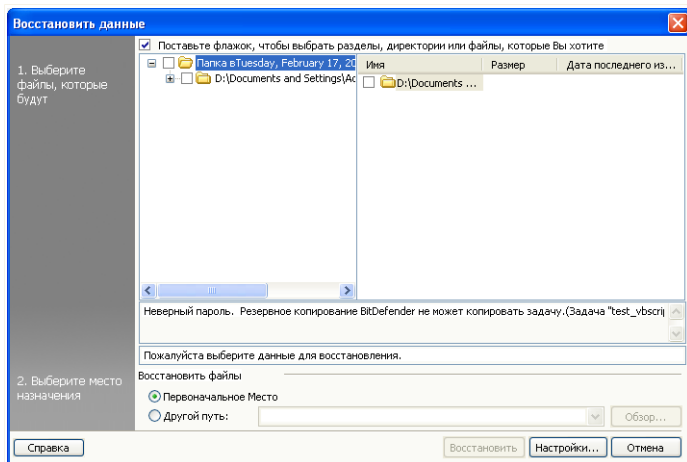 Восстановить данные
1. Выберите
файлы, которые
будут
Поставьте флажок, чтобы выбрать разделы, директории или файлы, которые Вы хотите
Папка вTuesday, February 17, 20
D:\Documents and Settings\Ac
Имя
Размер
Дата последнего из...
D:\Documents ...
Неверный пароль. Резервное копирование BitDefender не может копировать задачу.(Задача "test_vbscrip
Пожалуйста выберите данные для восстановления.
2. Выберите место
назначения
Восстановить файлы
Первоначальное Место
Другой путь:
Обзор...
Справка
Восстановить
Настройки...
Отмена